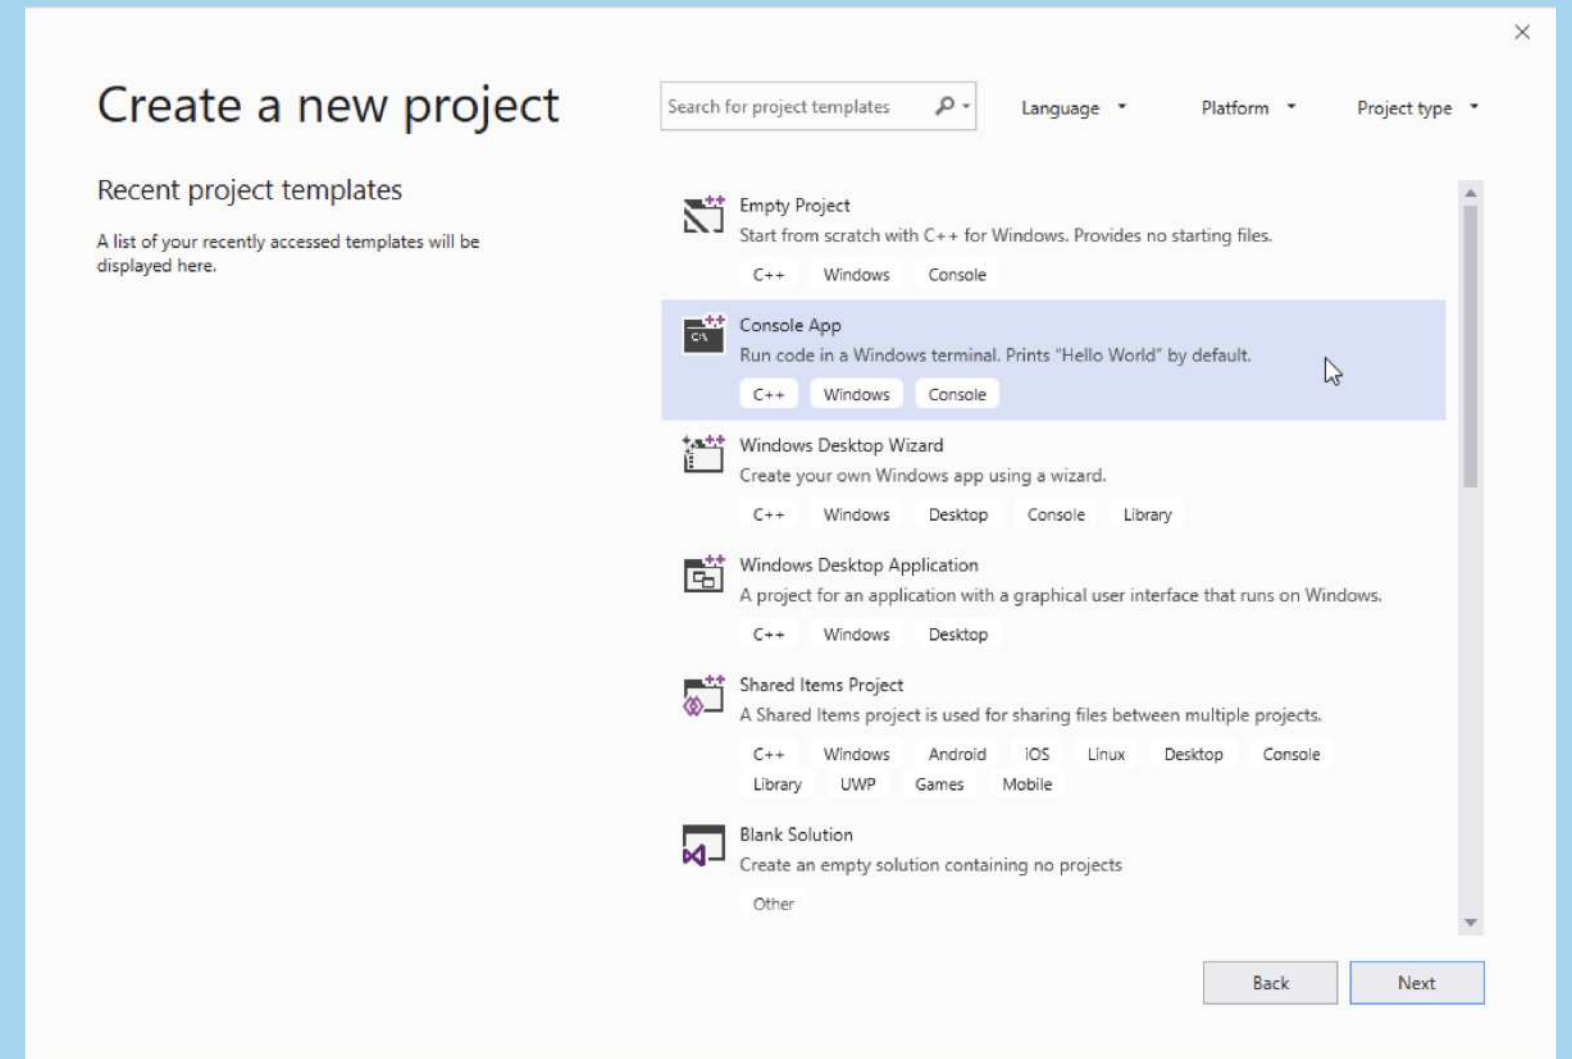 Create a new project
Search for project templates
Language
Platform
Project type
Recent project templates
A list of your recently accessed templates will be
displayed here.
Empty Project
Start from scratch with C++ for Windows. Provides no starting files.
C++ Windows Console
C:\
Console App
Run code in a Windows terminal. Prints "Hello World" by default.
C++ Windows Console
Windows Desktop Wizard
Create your own Windows app using a wizard.
C++ Windows Desktop Console Library
Windows Desktop Application
A project for an application with a graphical user interface that runs on Windows.
C++ Windows Desktop
Shared Items Project
A Shared Items project is used for sharing files between multiple projects.
C++ Windows Android iOS Linux Desktop Console
Library UWP Games Mobile
Blank Solution
Create an empty solution containing no projects
Other
Back
Next